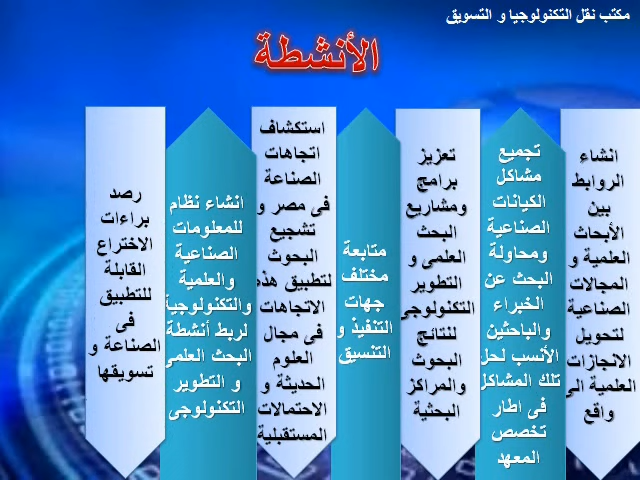 مكتب نقل التكنولوجيا و التسويق
الأنشطة
انشاء
الروابط
بين
الأبحاث
العلمية و
المجالات
الصناعية
لتحويل
الانجازات
العلمية الى
واقع
تجميع
مشاكل
الكيانات
الصناعية
ومحاولة
البحث عن
الخبراء
والباحثين
الأنسب لحل
تلك المشاكل
فى اطار
تخصص
المعهد
تعزيز
برامج
ومشاريع
البحث
العلمى و
التطوير
التكنولوجى
لنتائج
البحوث
والمراكز
البحثية
متابعة
مختلف
جهات
التنفيذ و
التنسيق
استكشاف
اتجاهات
الصناعة
فى مصر و
تشجيع
البحوث
لتطبيق هذه
الاتجاهات
فى مجال
العلوم
الحديثة و
الاحتمالات
المستقبلية
انشاء نظام
للمعلومات
الصناعية
والعلمية
والتكنولوجية
لربط أنشطة
البحث العلمى
و التطوير
التكنولوجى
رصد
براءات
الاختراع
القابلة
للتطبيق
فى
الصناعة و
تسويقها